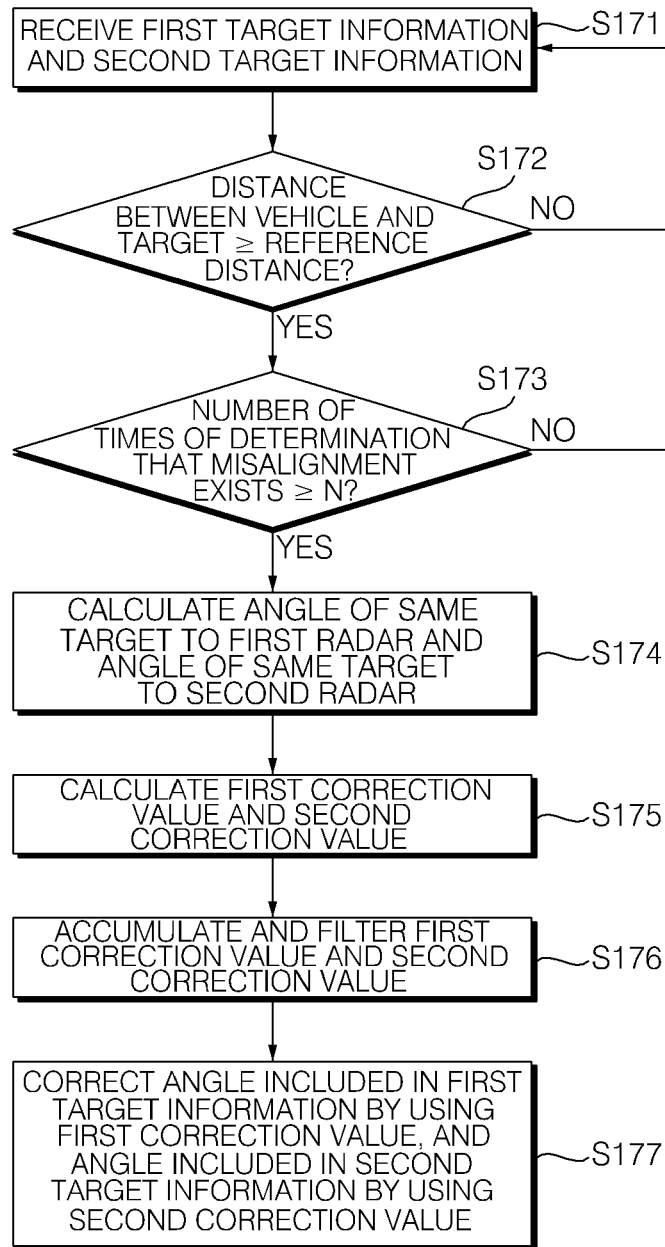 RECEIVE FIRST TARGET INFORMATION
AND SECOND TARGET INFORMATION
S171
DISTANCE
BETWEEN VEHICLE AND
TARGET ≥ REFERENCE
DISTANCE?
S172
NO
YES
NUMBER OF
TIMES OF DETERMINATION
THAT MISALIGNMENT
EXISTS ≥ N?
S173
NO
YES
CALCULATE ANGLE OF SAME
TARGET TO FIRST RADAR AND
ANGLE OF SAME TARGET
TO SECOND RADAR
S174
CALCULATE FIRST CORRECTION
VALUE AND SECOND
CORRECTION VALUE
S175
ACCUMULATE AND FILTER FIRST
CORRECTION VALUE AND SECOND
CORRECTION VALUE
S176
CORRECT ANGLE INCLUDED IN FIRST
TARGET INFORMATION BY USING
FIRST CORRECTION VALUE, AND
ANGLE INCLUDED IN SECOND
TARGET INFORMATION BY USING
SECOND CORRECTION VALUE
S177